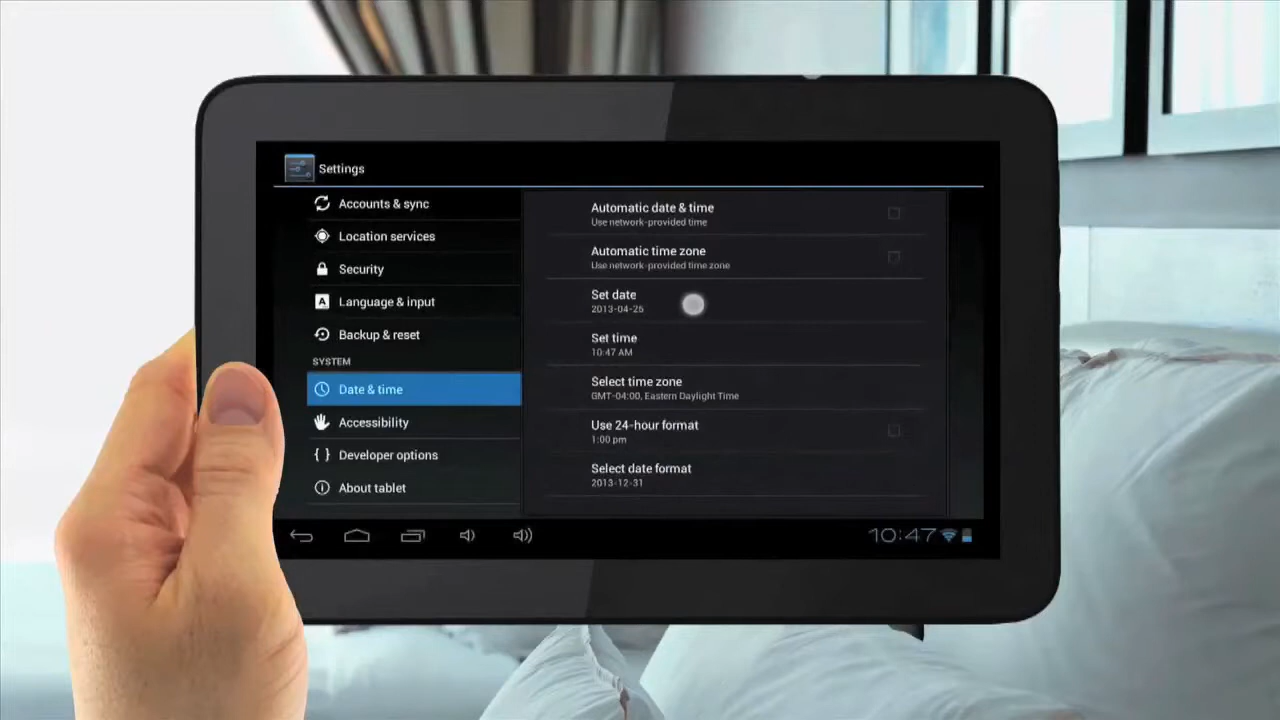 Settings
Accounts & sync
Location services
Security
A
Language & input
Backup & reset
SYSTEM
Date & time
Accessibility
{ } Developer options
About tablet
Automatic date & time
Use network-provided time
Automatic time zone
Use network-provided time zone
Set date
2013-04-25
Set time
10:47 AM
Select time zone
GMT-04:00, Eastern Daylight Time
Use 24-hour format
1:00 pm
Select date format
2013-12-31
10:47